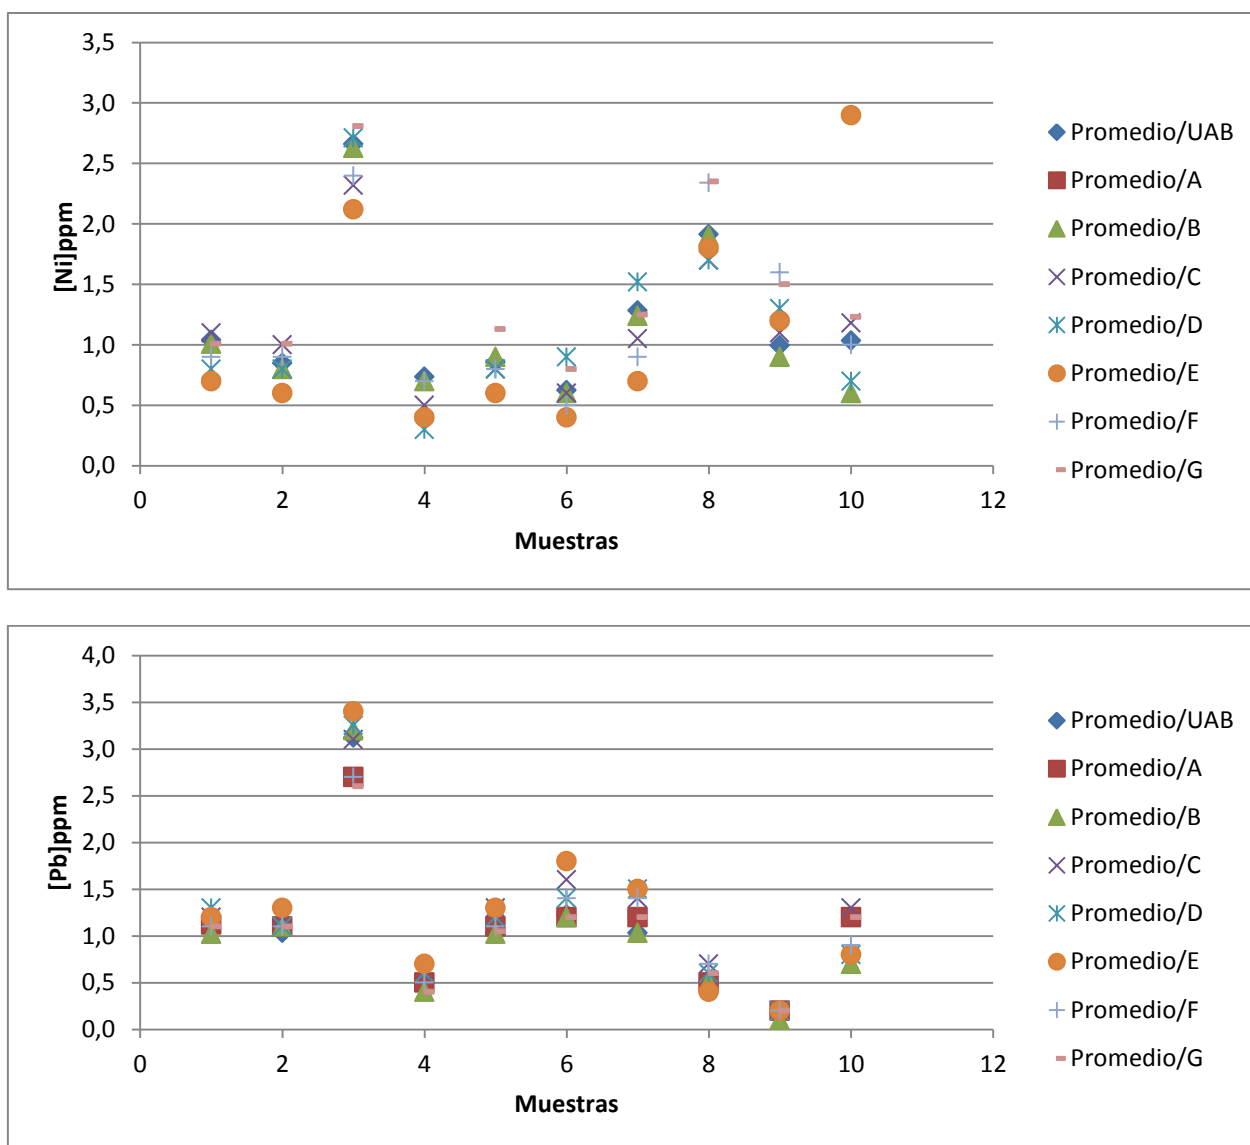 3,5
3,0
2,5
2,0
1,5
1,0
0,5
0,0
[Ni]ppm
0 2 4 6 8 10 12
Muestras
Promedio/UAB
Promedio/A
Promedio/B
Promedio/C
Promedio/D
Promedio/E
Promedio/F
Promedio/G
4,0
3,5
3,0
2,5
2,0
1,5
1,0
0,5
0,0
[Pb]ppm
0 2 4 6 8 10 12
Muestras
Promedio/UAB
Promedio/A
Promedio/B
Promedio/C
Promedio/D
Promedio/E
Promedio/F
Promedio/G